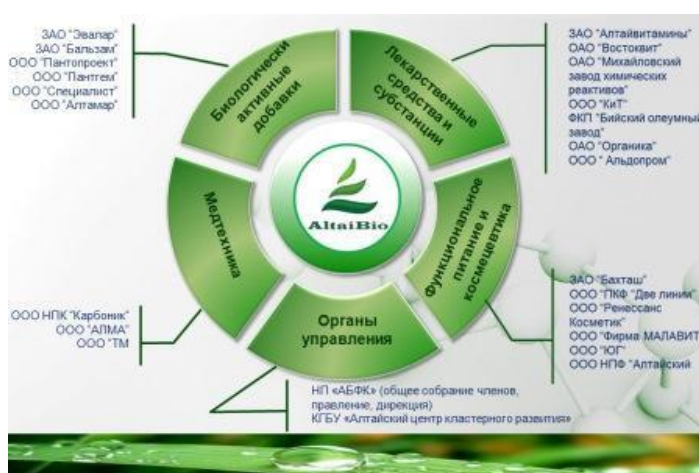 ЗАО "Эвалар"
ЗАО "Бальзам"
ООО "Пантопроект"
ООО "Пантгем"
ООО "Специалист"
ООО "Алтамар"
Биологически
активные
добавки
Лекарственные
средства и
субстанции
ЗАО "Алтайвитамины"
ОАО "Востоквит"
ОАО "Михайловский
завод химических
реактивов"
ООО "КиТ"
ФКП "Бийский олеумный
завод"
ОАО "Органика"
ООО " Альдопром"
AltaiBio
Медтехника
Функциональное
питание и
космецевтика
ООО НПК "Карбоник"
ООО "АЛМА"
ООО "ТМ
Органы
управления
ЗАО "Бахташ"
ООО "ПКФ "Две линии"
ООО "Ренессанс
Косметик"
ООО "Фирма МАЛАВИТ
ООО "ЮГ"
ООО НПФ "Алтайский
НП «АБФК» (общее собрание членов,
правление, дирекция)
КГБУ «Алтайский центр кластерного развития»